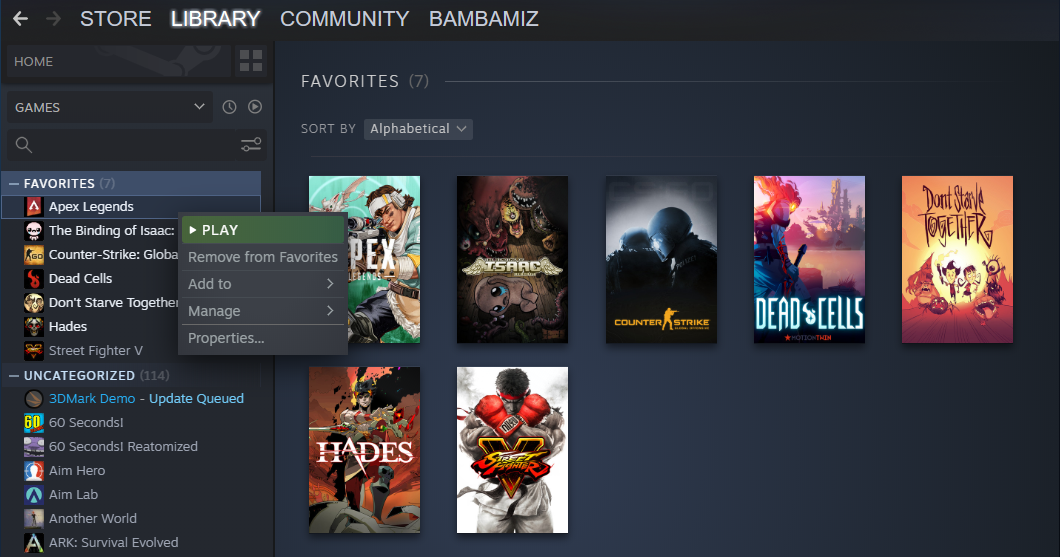 STORE LIBRARY COMMUNITY BAMBAMIZ
HOME
GAMES
FAVORITES (7)
Apex Legends
The Binding of Isaac:
Counter-Strike: Globa
Dead Cells
Don't Starve Together
Hades
Street Fighter V
UNCATEGORIZED (114)
3DMark Demo - Update Queued
60 Seconds!
60 Seconds! Reatomized
Aim Hero
Aim Lab
Another World
ARK: Survival Evolved
PLAY
Remove from Favorites
Add to
Manage
Properties...
FAVORITES (7)
SORT BY Alphabetical
APEX
LEGENDS
ISAAC
COUNTER STRIKE
DEAD CELLS
MOTIONTWIN
Don't Starve
TOGETHER
HADES
STREET
FIGHTER
V